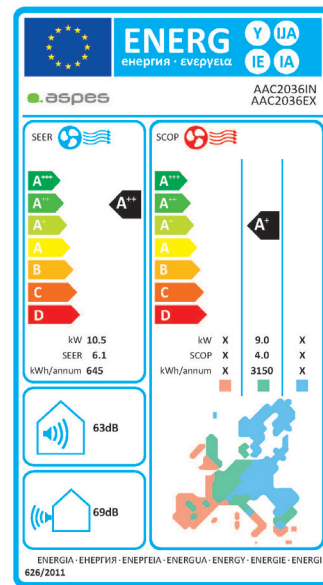 ENERG
енергия · ενεργεια
Y IJA
IE IA
aspes
AAC2036IN
AAC2036EX
SEER
SCOP
A+++
A++
A+
A
B
C
D
A++
A+++
A++
A+
A
B
C
D
A+
kW 10.5
SEER 6.1
kWh/annum 645
kW X 9.0 X
SCOP X 4.0 X
kWh/annum X 3150 X
63dB
69dB
ENERGIA · ЕНЕРГИЯ · ΕΝΕΡΓΕΙΑ · ENERGIJA · ENERGY · ENERGIE · ENERGI
626/2011